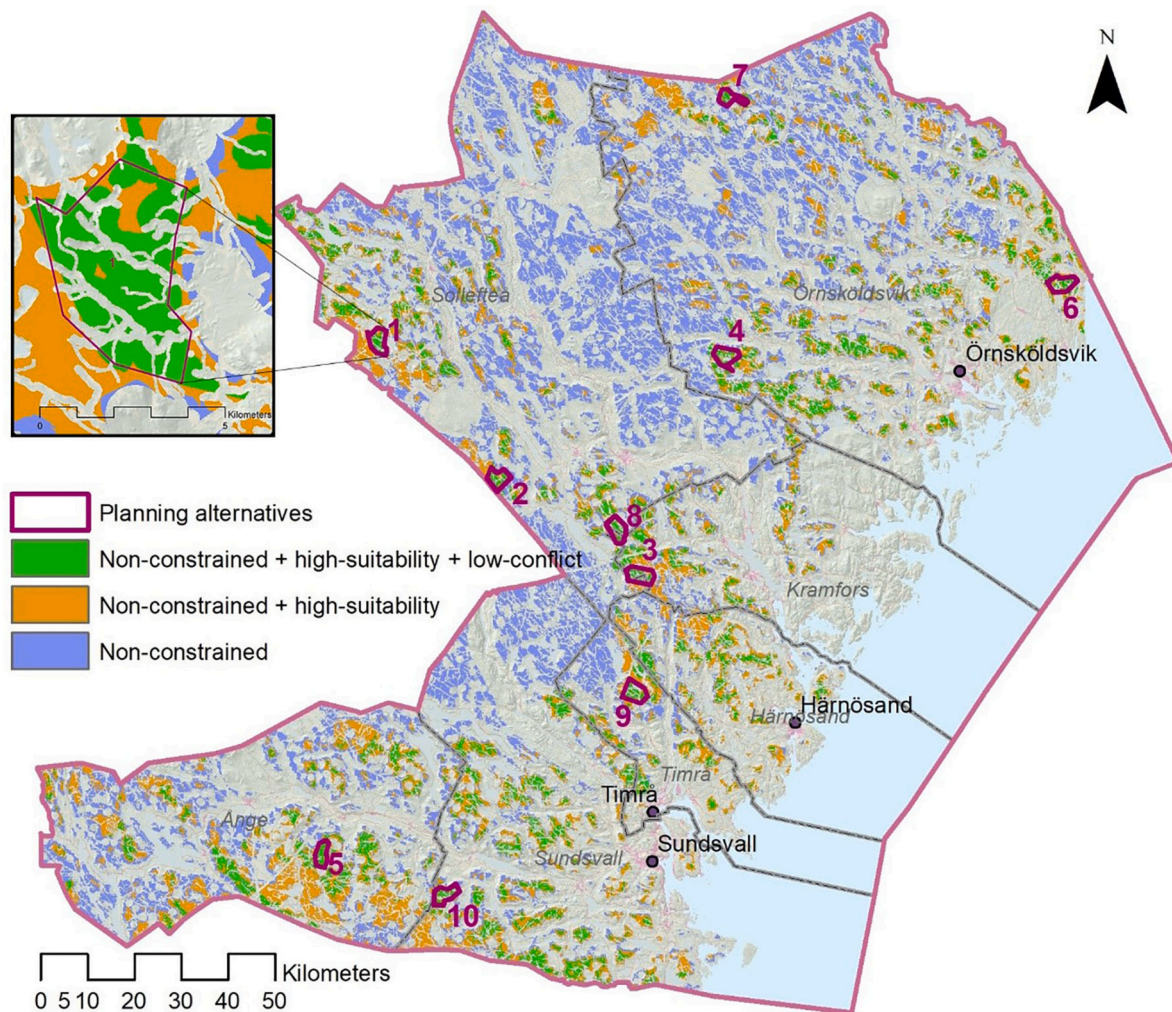 N
7
Kilometers
0 5
1
Sollefteå
Örnsköldsvik
6
4
Örnsköldsvik
2
Planning alternatives
8
Non-constrained + high-suitability + low-conflict
3
Non-constrained + high-suitability
Kramfors
Non-constrained
9
Härnösand
Härnösand
Timrå
Timrå
Ånge
Sundsvall
Sundsvall
5
10
Kilometers
0 5 10 20 30 40 50